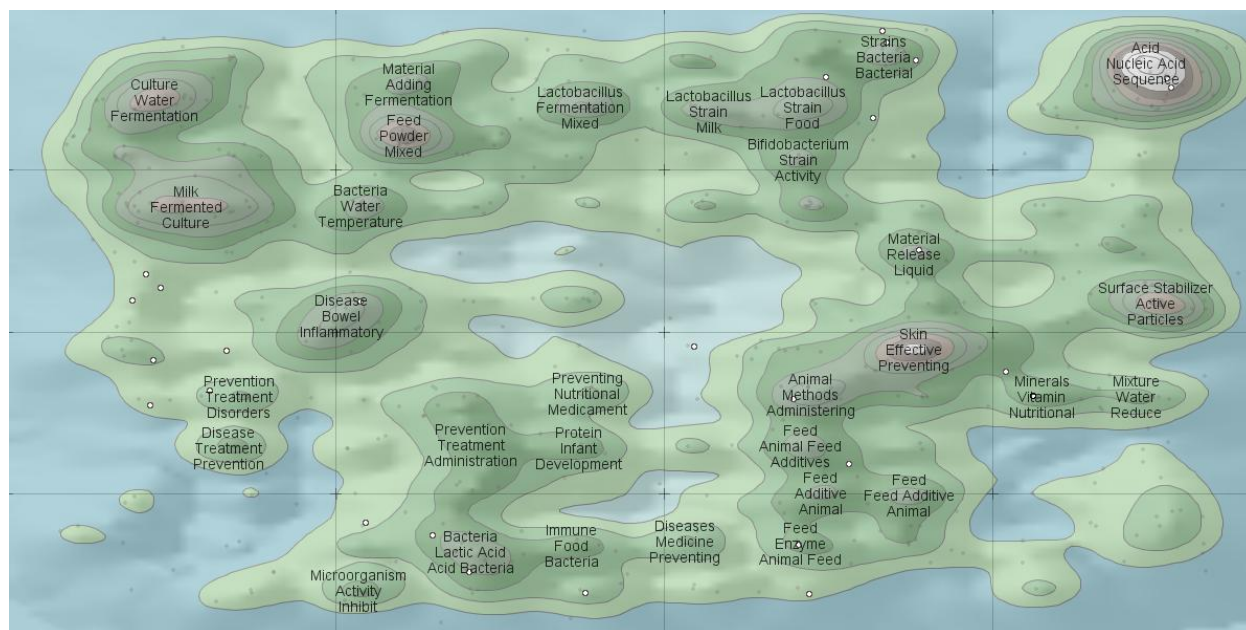 Strains
Bacteria
Bacterial
Acid
Nucleic Acid
Sequence
Culture
Water
Fermentation
Material
Adding
Fermentation
Feed
Powder
Mixed
Lactobacillus
Fermentation
Mixed
Lactobacillus
Strain
Milk
Lactobacillus
Strain
Food
Bifidobacterium
Strain
Activity
Milk
Fermented
Culture
Bacteria
Water
Temperature
Material
Release
Liquid
Disease
Bowel
Inflammatory
Surface Stabilizer
Active
Particles
Skin
Effective
Preventing
Prevention
Treatment
Disorders
Preventing
Nutritional
Medicament
Animal
Methods
Administering
Minerals
Vitamin
Nutritional
Mixture
Water
Reduce
Disease
Treatment
Prevention
Prevention
Treatment
Administration
Protein
Infant
Development
Feed
Animal Feed
Additives
Feed
Additive
Animal
Feed
Feed Additive
Animal
Bacteria
Lactic Acid
Acid Bacteria
Immune
Food
Bacteria
Diseases
Medicine
Preventing
Feed
Enzyme
Animal Feed
Microorganism
Activity
Inhibit